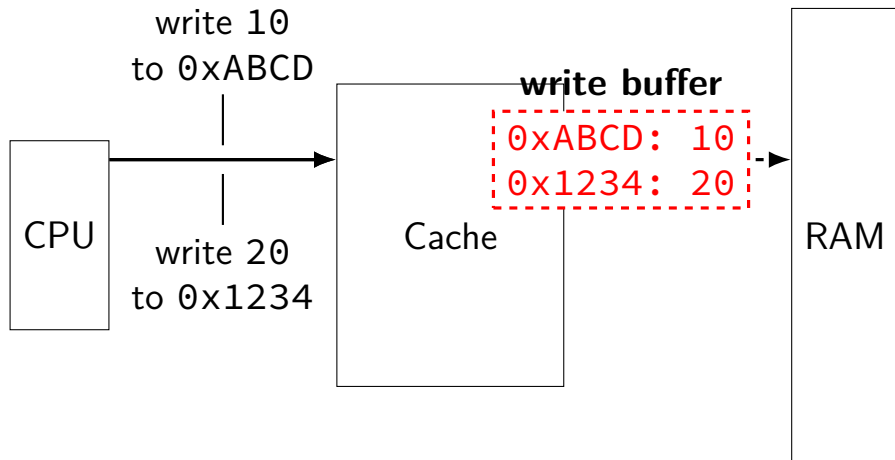 write 10
to 0xABCD
write buffer
0xABCD: 10
0x1234: 20
CPU
Cache
RAM
write 20
to 0x1234